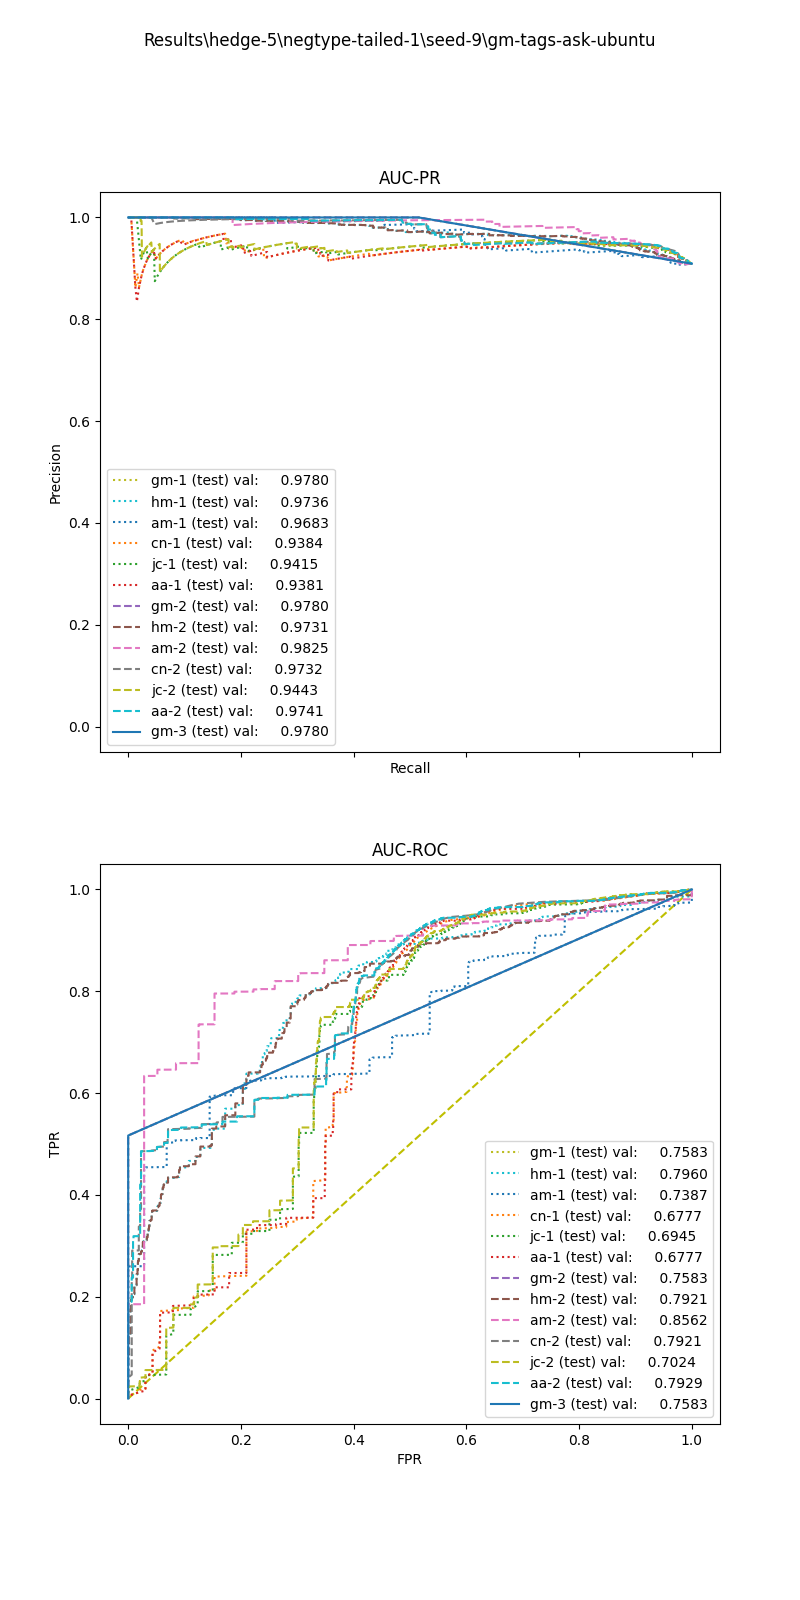 Results\hedge-5\negtype-tailed-1\seed-9\gm-tags-ask-ubuntu
AUC-PR
1.0
0.8
0.6
0.4
0.2
0.0
Precision
gm-1 (test) val: 0.9780
hm-1 (test) val: 0.9736
am-1 (test) val: 0.9683
cn-1 (test) val: 0.9384
jc-1 (test) val: 0.9415
aa-1 (test) val: 0.9381
gm-2 (test) val: 0.9780
hm-2 (test) val: 0.9731
am-2 (test) val: 0.9825
cn-2 (test) val: 0.9732
jc-2 (test) val: 0.9443
aa-2 (test) val: 0.9741
gm-3 (test) val: 0.9780
Recall
AUC-ROC
1.0
0.8
0.6
0.4
0.2
0.0
TPR
gm-1 (test) val: 0.7583
hm-1 (test) val: 0.7960
am-1 (test) val: 0.7387
cn-1 (test) val: 0.6777
jc-1 (test) val: 0.6945
aa-1 (test) val: 0.6777
gm-2 (test) val: 0.7583
hm-2 (test) val: 0.7921
am-2 (test) val: 0.8562
cn-2 (test) val: 0.7921
jc-2 (test) val: 0.7024
aa-2 (test) val: 0.7929
gm-3 (test) val: 0.7583
0.0 0.2 0.4 0.6 0.8 1.0
FPR